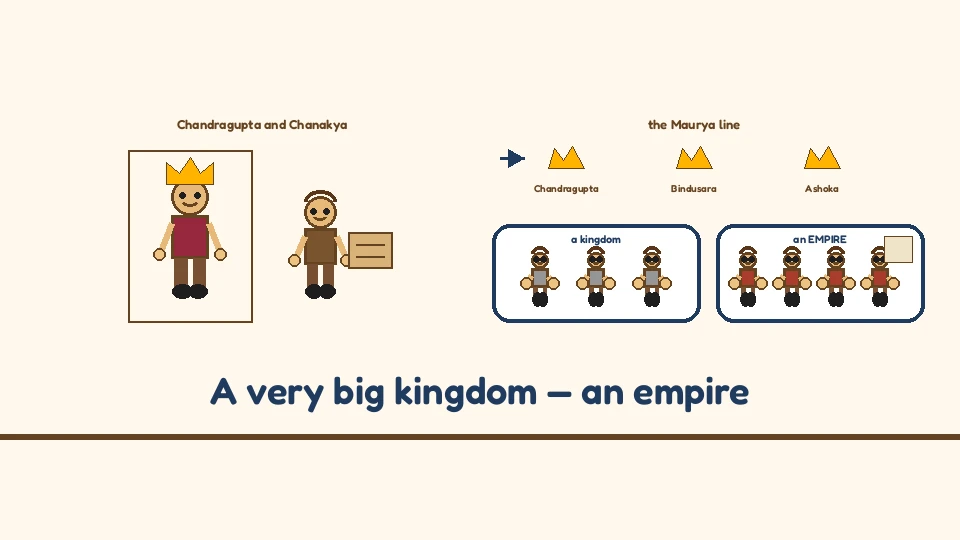 Chandragupta and Chanakya
the Maurya line
Chandragupta
Bindusara
Ashoka
a kingdom
an EMPIRE
A very big kingdom — an empire